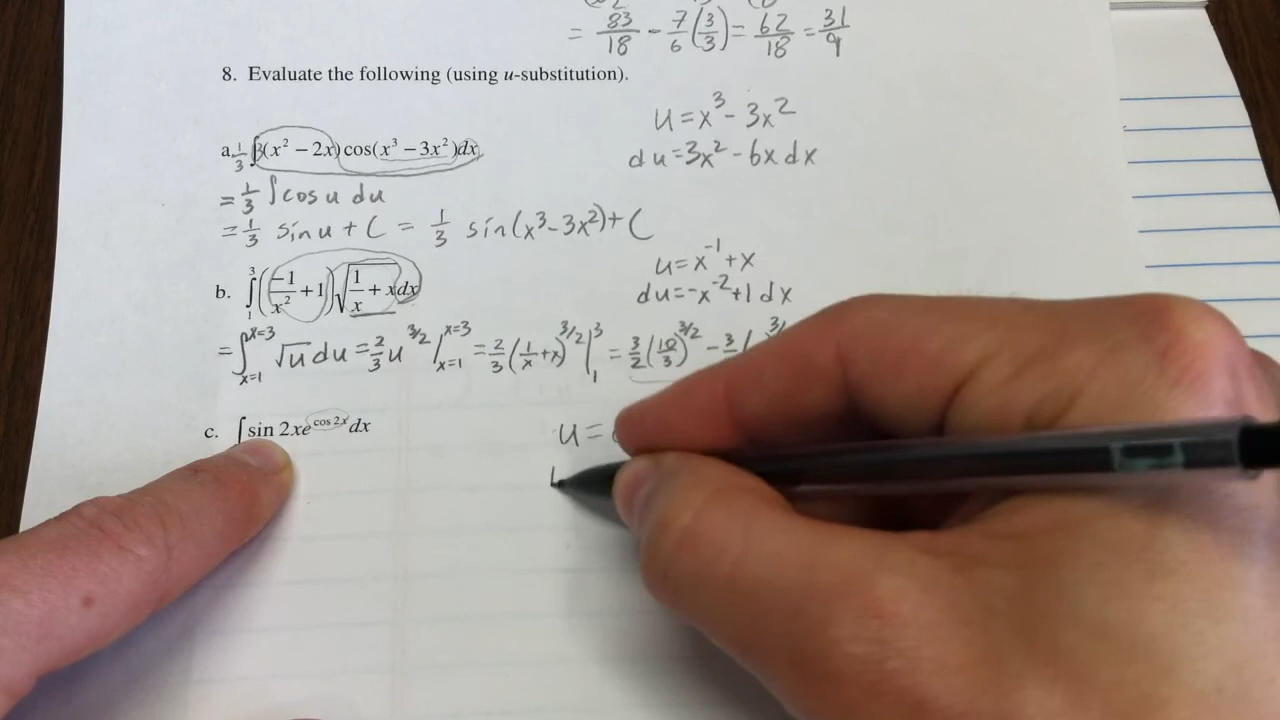 = 83/18 - 7/6(3/3) = 62/18 = 31/9
8. Evaluate the following (using u-substitution).
u = x^3 - 3x^2
a. 1/3 ∫3(x^2 − 2x)cos(x^3 − 3x^2)dx
du = 3x^2 - 6x dx
= 1/3 ∫cos u du
= 1/3 sin u + C = 1/3 sin(x^3 - 3x^2) + C
u = x^-1 + x
b. ∫_1^3 (−1/x^2 + 1)√(1/x + x)dx
du = -x^-2 + 1 dx
= ∫_{x=1}^{x=3} √u du = 2/3 u^{3/2} |_{x=1}^{x=3} = 2/3 (1/x + x)^{3/2} |_1^3 = 3/2 (10/3)^{3/2} - 3/
c. ∫sin 2xe^{cos 2x}dx
u =